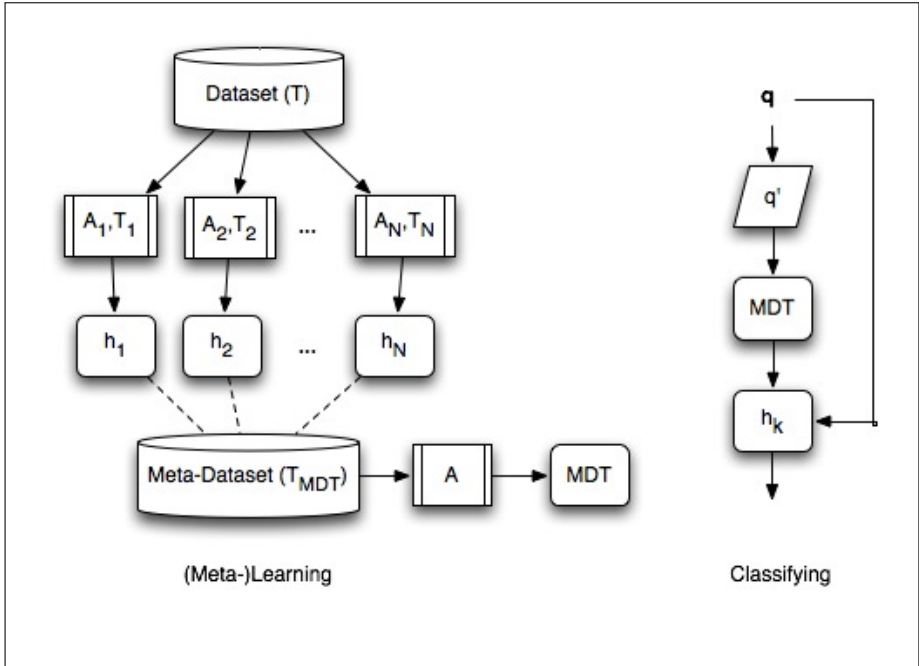 Dataset (T)
A1,T1
A2,T2
...
AN,TN
h1
h2
...
hN
Meta-Dataset (TMDT)
A
MDT
(Meta-)Learning
q
q'
MDT
hk
Classifying